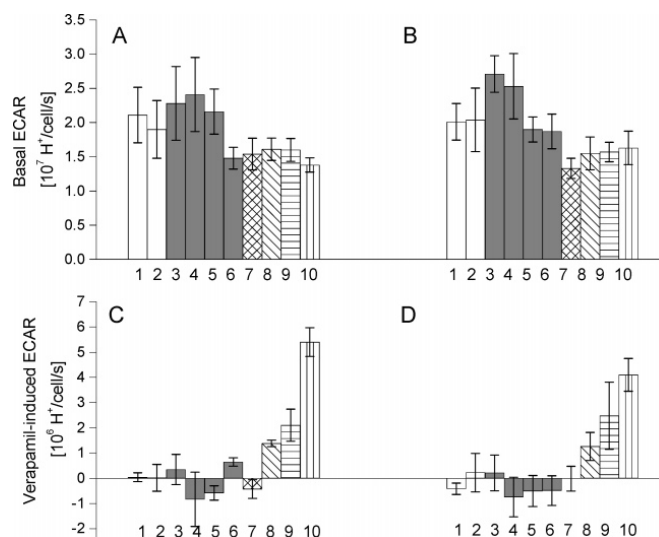 A
B
Basal ECAR
[10⁷ H⁺/cell/s]
3.5
3.0
2.5
2.0
1.5
1.0
0.5
0.0
1 2 3 4 5 6 7 8 9 10
1 2 3 4 5 6 7 8 9 10
C
D
Verapamil-induced ECAR
[10⁶ H⁺/cell/s]
7
6
5
4
3
2
1
0
-1
-2
1 2 3 4 5 6 7 8 9 10
1 2 3 4 5 6 7 8 9 10